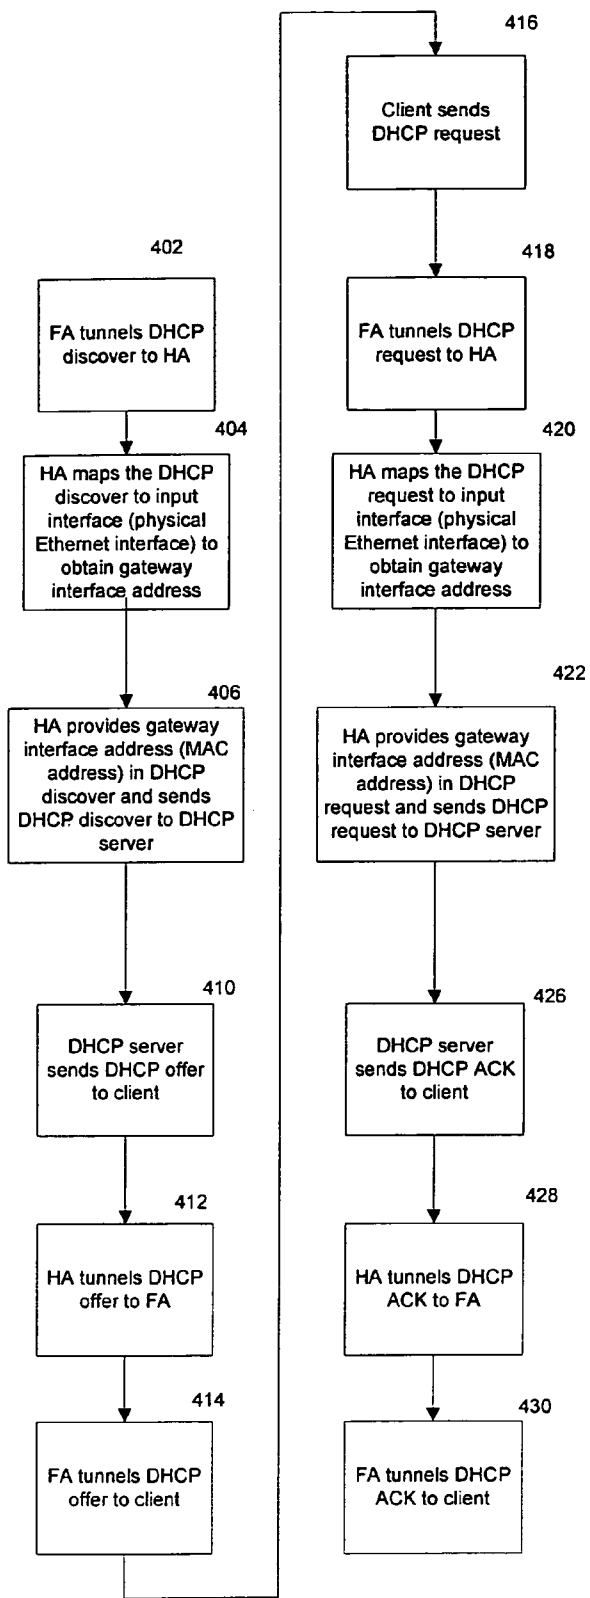 402
FA tunnels DHCP
discover to HA
404
HA maps the DHCP
discover to input
interface (physical
Ethernet interface) to
obtain gateway
interface address
406
HA provides gateway
interface address (MAC
address) in DHCP
discover and sends
DHCP discover to DHCP
server
410
DHCP server
sends DHCP offer
to client
412
HA tunnels DHCP
offer to FA
414
FA tunnels DHCP
offer to client
416
Client sends
DHCP request
418
FA tunnels DHCP
request to HA
420
HA maps the DHCP
request to input
interface (physical
Ethernet interface) to
obtain gateway
interface address
422
HA provides gateway
interface address (MAC
address) in DHCP
request and sends DHCP
request to DHCP server
426
DHCP server
sends DHCP ACK
to client
428
HA tunnels DHCP
ACK to FA
430
FA tunnels DHCP
ACK to client